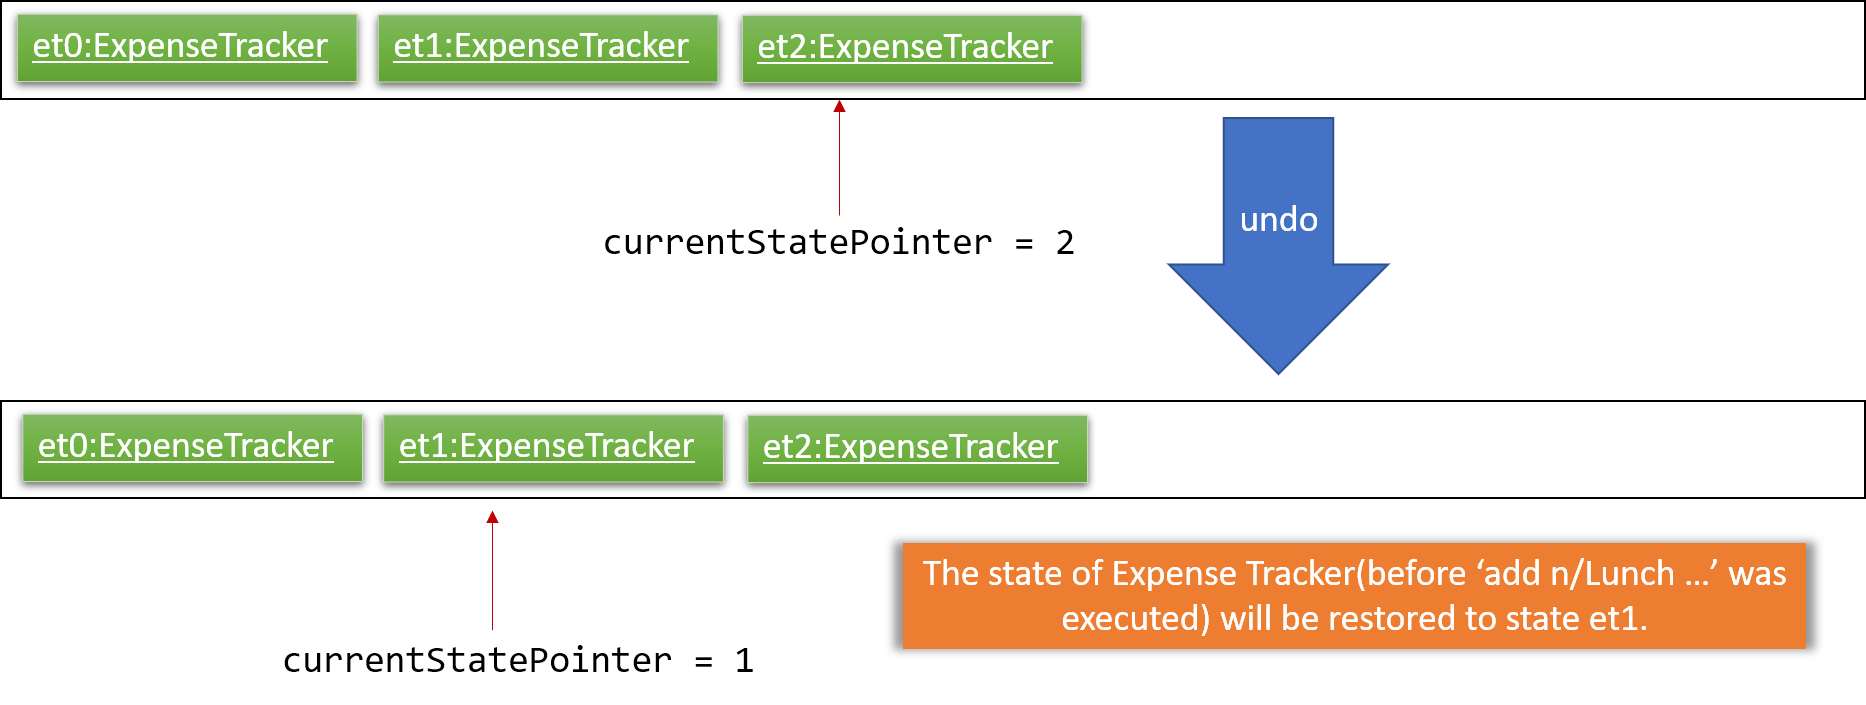 et0:ExpenseTracker et1:ExpenseTracker et2:ExpenseTracker
currentStatePointer = 2
undo
et0:ExpenseTracker et1:ExpenseTracker et2:ExpenseTracker
The state of Expense Tracker(before ‘add n/Lunch …’ was
executed) will be restored to state et1.
currentStatePointer = 1